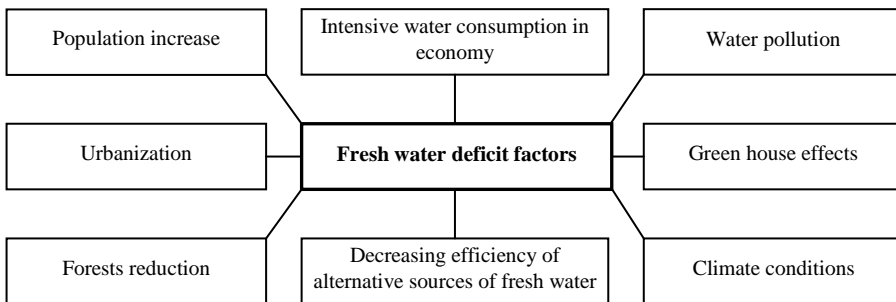 Population increase
Intensive water consumption in
economy
Water pollution
Urbanization
Fresh water deficit factors
Green house effects
Forests reduction
Decreasing efficiency of
alternative sources of fresh water
Climate conditions